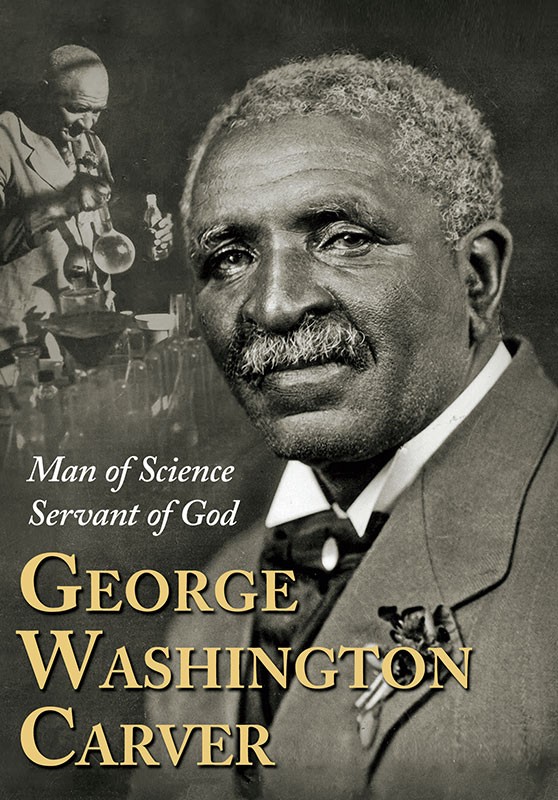 Man of Science
Servant of God
George
Washington
Carver